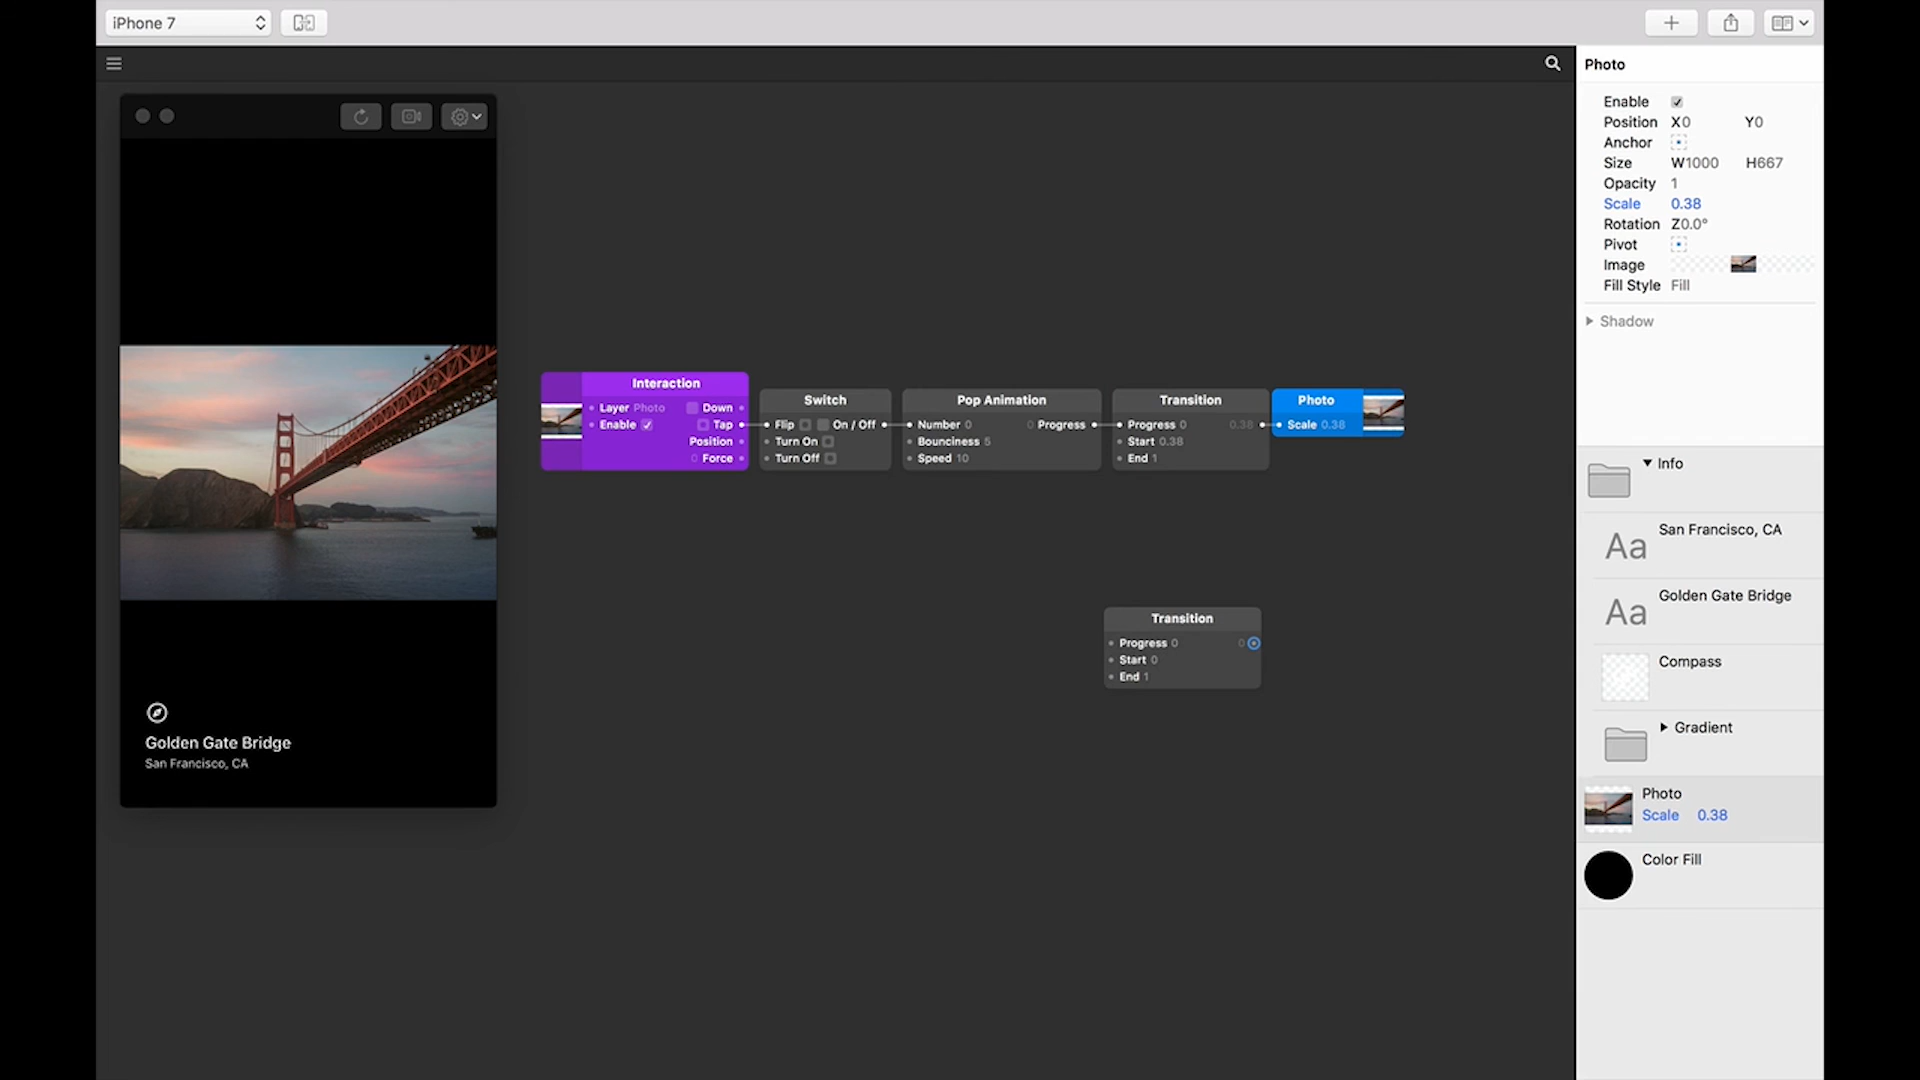 iPhone 7
Photo
Enable
Position X0 Y0
Anchor
Size W1000 H667
Opacity 1
Scale 0.38
Rotation Z0.0°
Pivot
Image
Fill Style Fill
Shadow
Interaction
Layer Photo Down
Enable Tap
Position
0 Force
Switch
Flip On / Off
Turn On
Turn Off
Pop Animation
Number 0 0 Progress
Bounciness 5
Speed 10
Transition
Progress 0 0.38
Start 0.38
End 1
Photo
Scale 0.38
Transition
Progress 0 0
Start 0
End 1
Golden Gate Bridge
San Francisco, CA
Info
Aa San Francisco, CA
Aa Golden Gate Bridge
Compass
Gradient
Photo
Scale 0.38
Color Fill